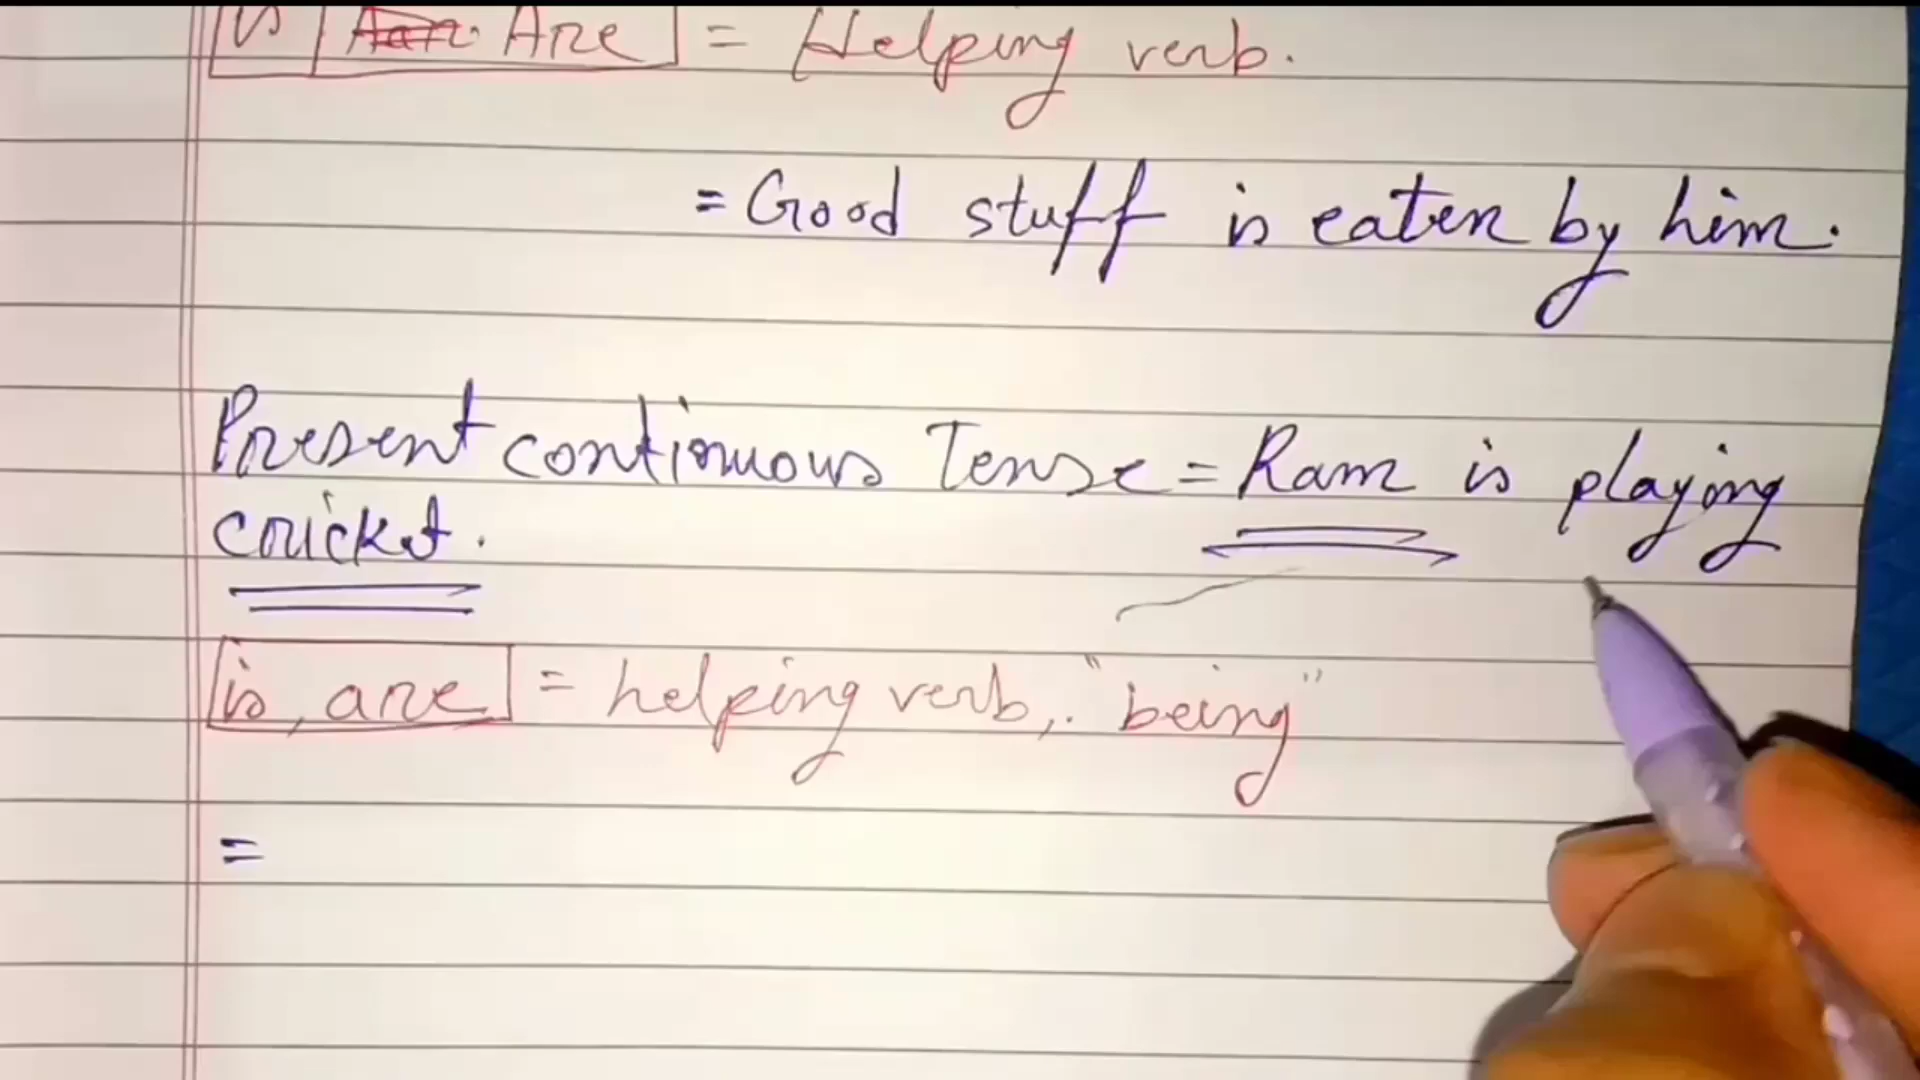 is Are = Helping verb.
= Good stuff is eaten by him.
Present continuous Tense = Ram is playing
cricket.
is, are = helping verb, "being"
=